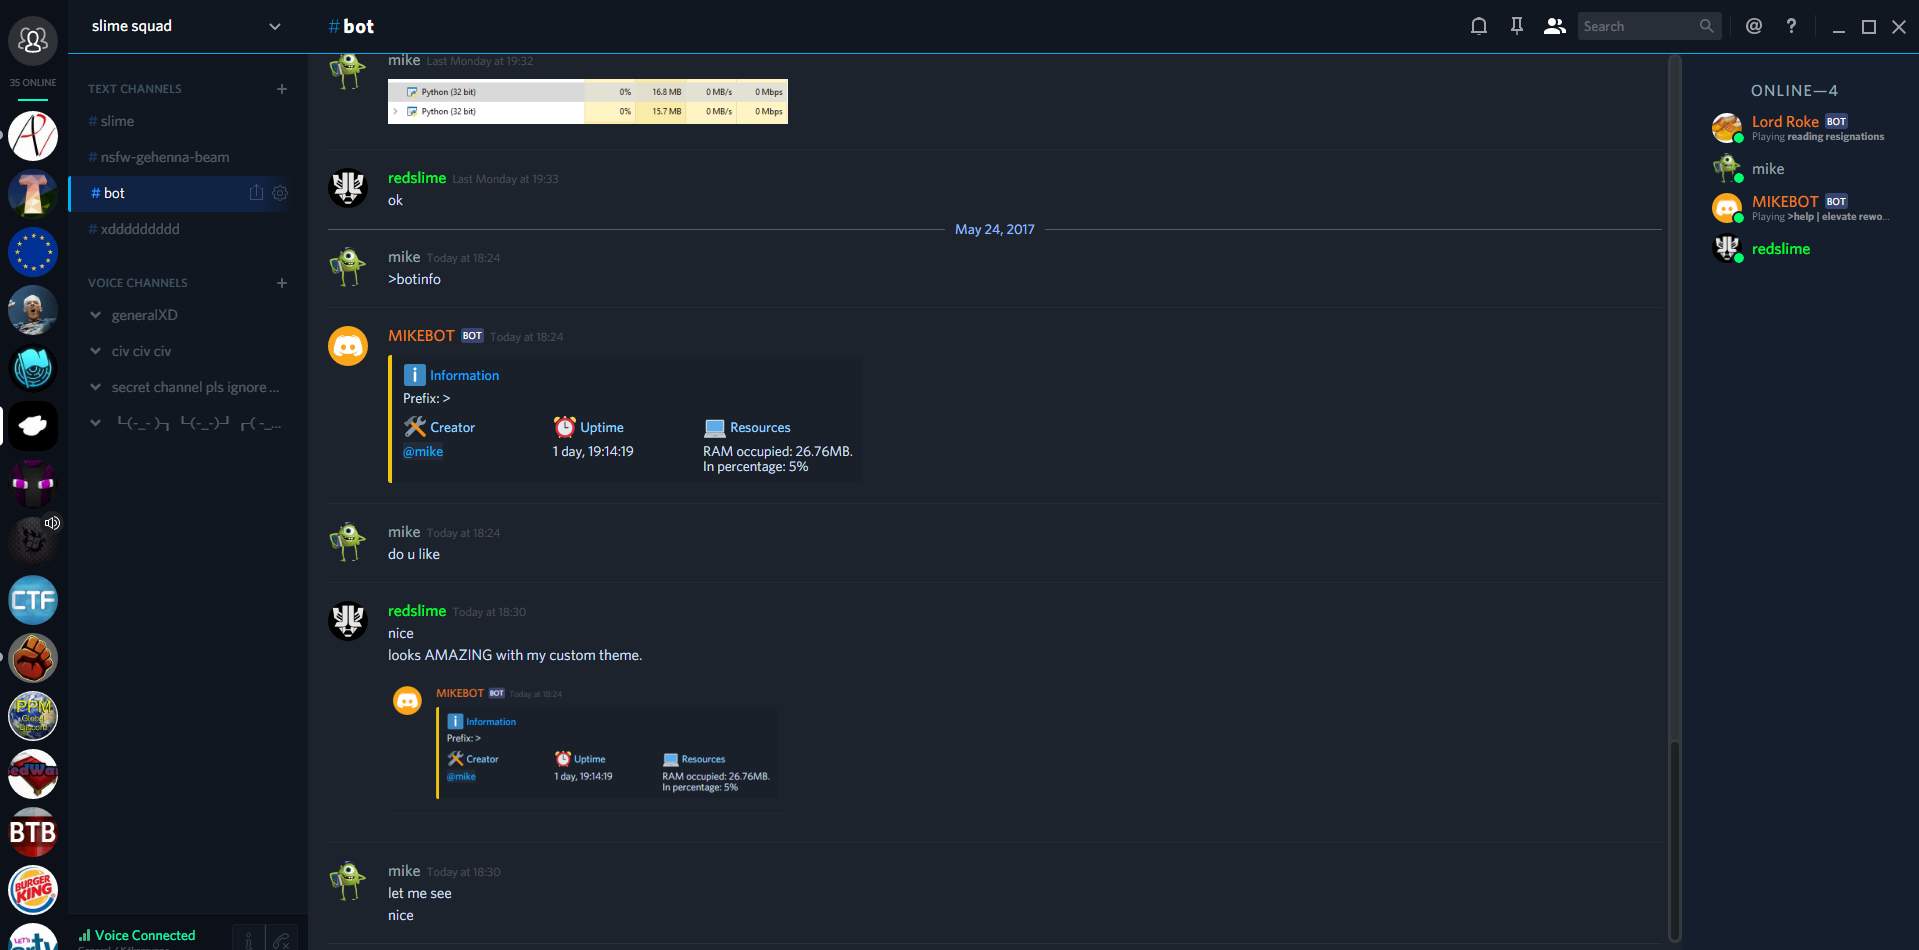 slime squad
#bot
Search
@
?
35 ONLINE
TEXT CHANNELS +
# slime
# nsfw-gehenna-beam
# bot
# xddddddddd
VOICE CHANNELS +
generalXD
civ civ civ
secret channel pls ignore ...
CTF
PPM
BTB
BURGER KING
LET'S
Voice Connected
mike Last Monday at 19:32
Python (32 bit) 0% 16.8 MB 0 MB/s 0 Mbps
Python (32 bit) 0% 15.7 MB 0 MB/s 0 Mbps
redslime Last Monday at 19:33
ok
May 24, 2017
mike Today at 18:24
>botinfo
MIKEBOT BOT Today at 18:24
i Information
Prefix: >
Creator Uptime Resources
@mike 1 day, 19:14:19 RAM occupied: 26.76MB.
In percentage: 5%
mike Today at 18:24
do u like
redslime Today at 18:30
nice
looks AMAZING with my custom theme.
MIKEBOT BOT Today at 18:24
i Information
Prefix: >
Creator Uptime Resources
@mike 1 day, 19:14:19 RAM occupied: 26.76MB.
In percentage: 5%
mike Today at 18:30
let me see
nice
ONLINE—4
Lord Roke BOT
Playing reading resignations
mike
MIKEBOT BOT
Playing >help | elevate rewo...
redslime